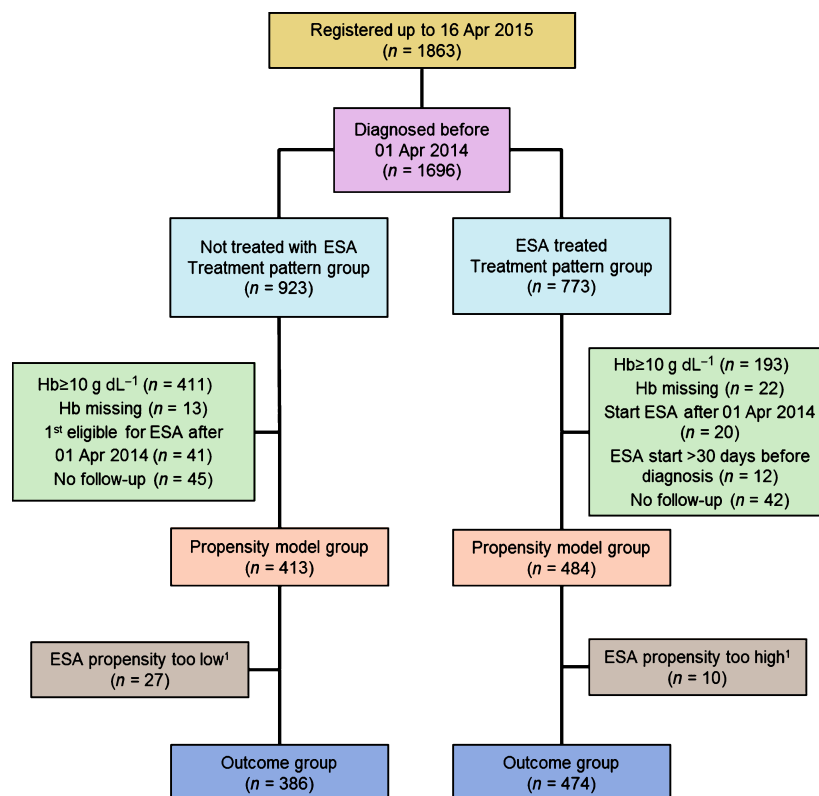 Registered up to 16 Apr 2015
(n = 1863)
Diagnosed before
01 Apr 2014
(n = 1696)
Not treated with ESA
Treatment pattern group
(n = 923)
ESA treated
Treatment pattern group
(n = 773)
Hb≥10 g dL⁻¹ (n = 411)
Hb missing (n = 13)
1ˢᵗ eligible for ESA after
01 Apr 2014 (n = 41)
No follow-up (n = 45)
Hb≥10 g dL⁻¹ (n = 193)
Hb missing (n = 22)
Start ESA after 01 Apr 2014
(n = 20)
ESA start >30 days before
diagnosis (n = 12)
No follow-up (n = 42)
Propensity model group
(n = 413)
Propensity model group
(n = 484)
ESA propensity too low¹
(n = 27)
ESA propensity too high¹
(n = 10)
Outcome group
(n = 386)
Outcome group
(n = 474)